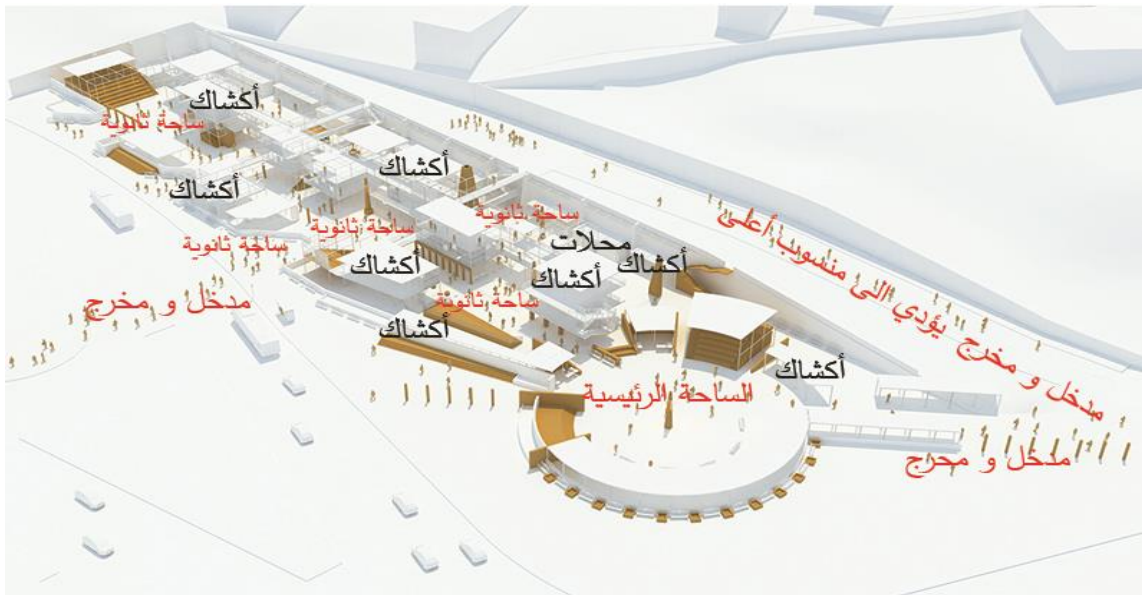 أكشاك
ساحة ثانوية
أكشاك
أكشاك
ساحة ثانوية
ساحة ثانوية
ساحة ثانوية
محلات
أكشاك
أكشاك
أكشاك
مدخل و مخرج
ساحة ثانوية
أكشاك
مدخل و مخرج يؤدي الى منسوب أعلى
أكشاك
الساحة الرئيسية
مدخل و محرج